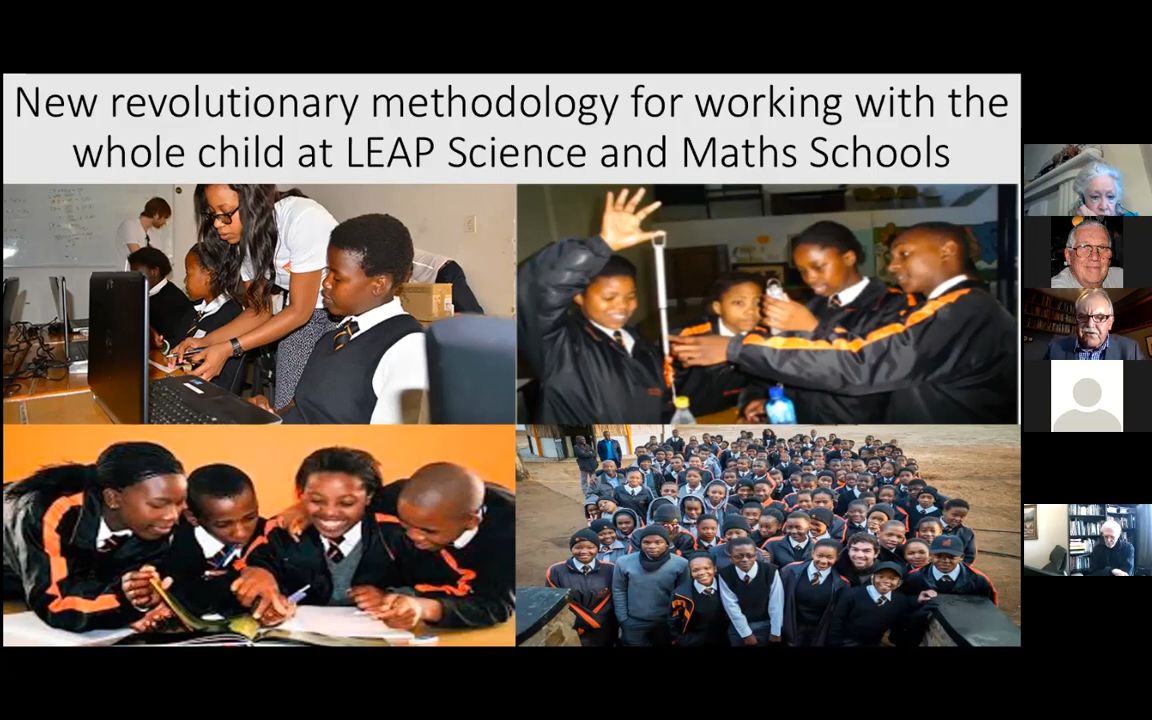 New revolutionary methodology for working with the
whole child at LEAP Science and Maths Schools